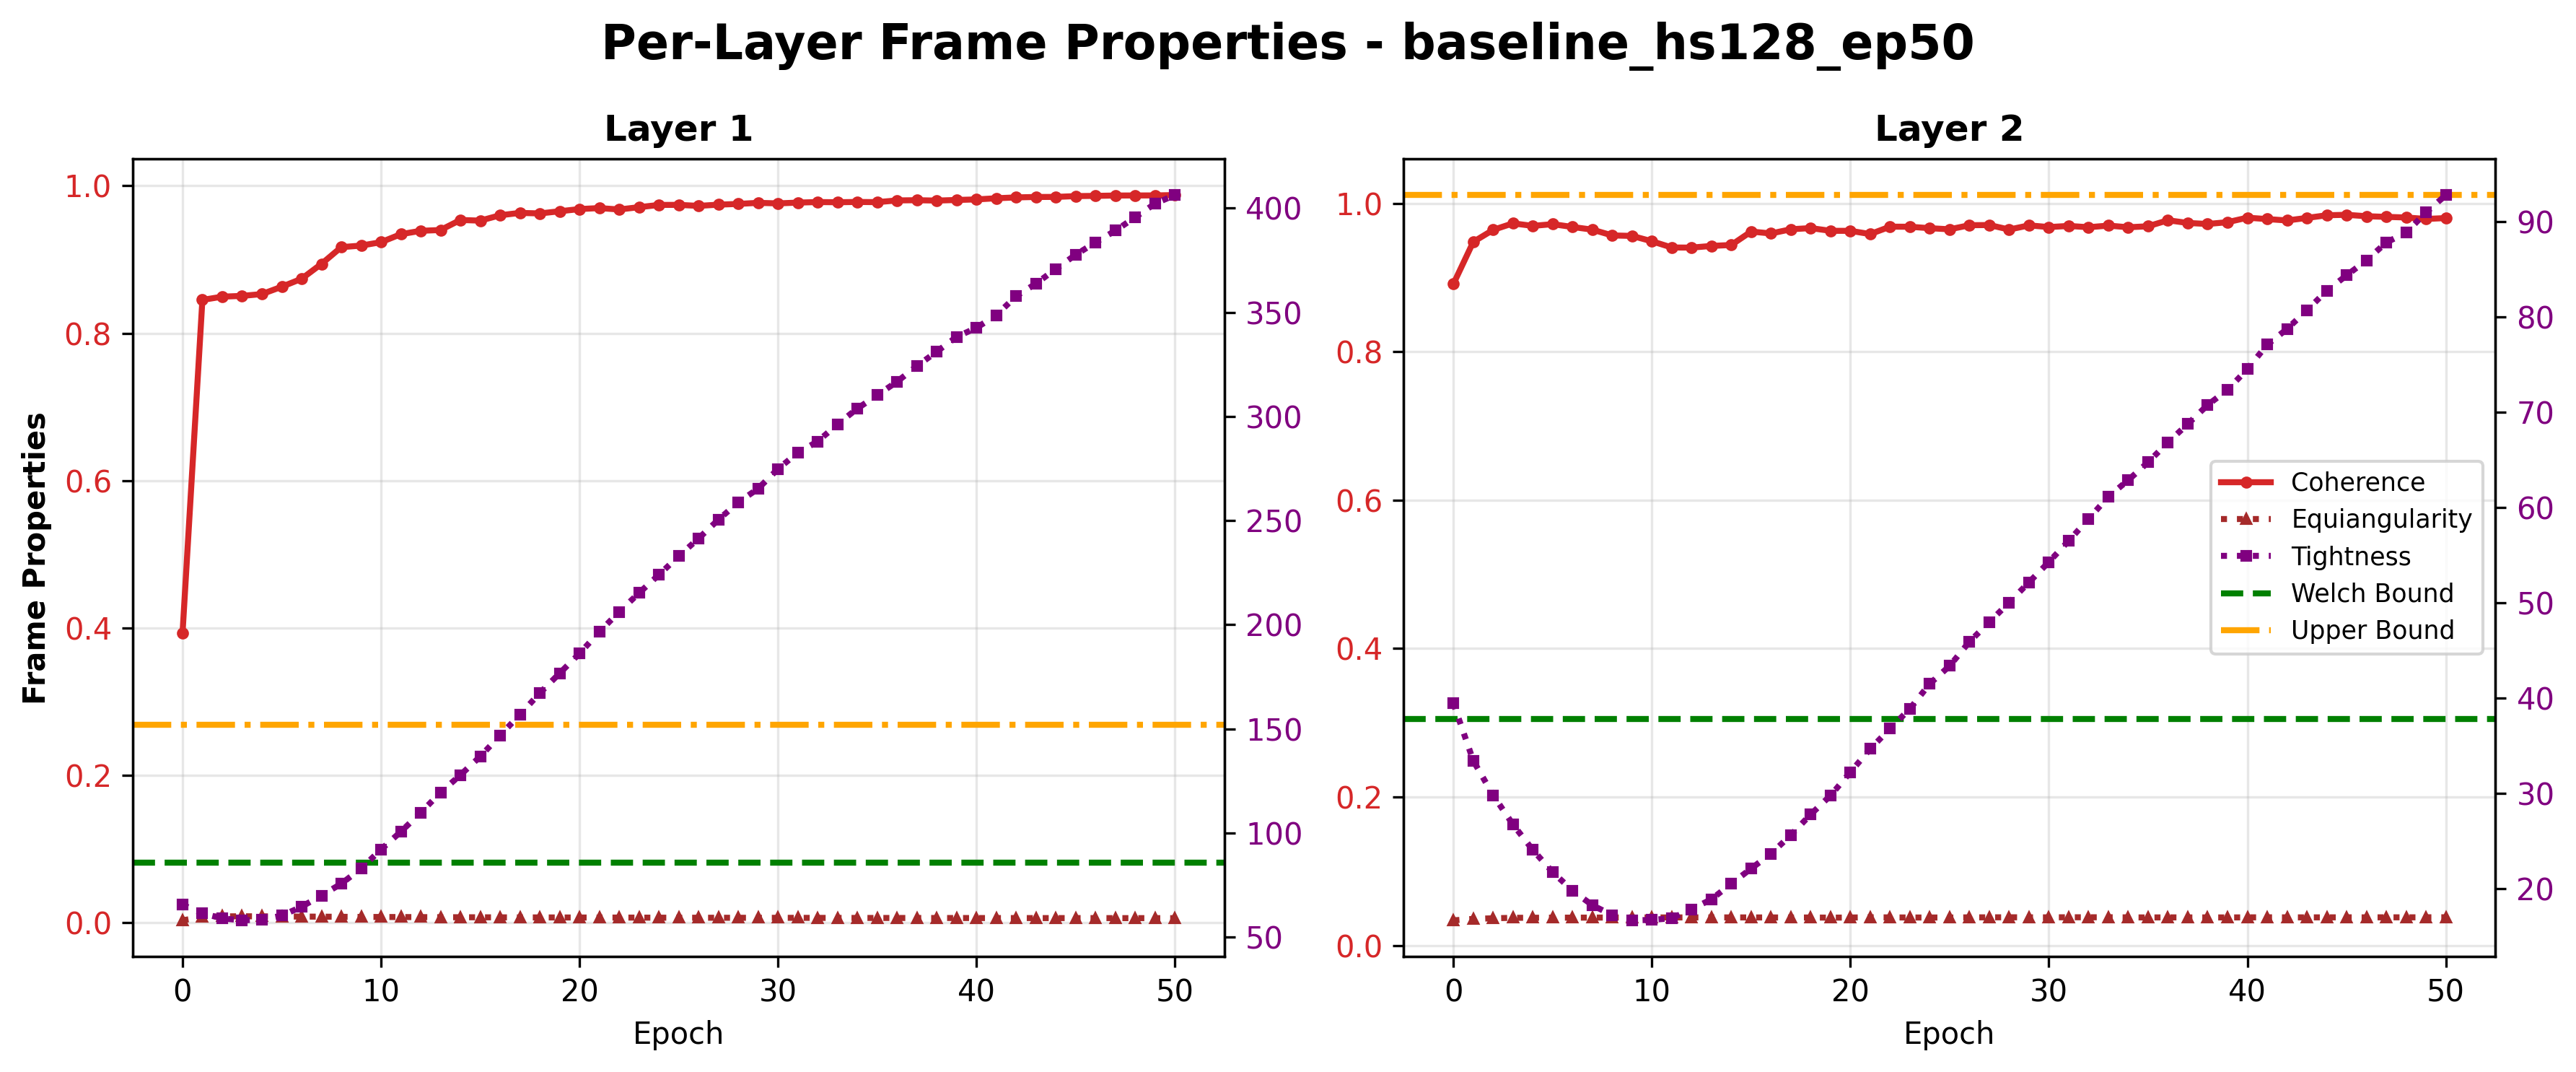 Per-Layer Frame Properties - baseline_hs128_ep50
Layer 1
Frame Properties
1.0
0.8
0.6
0.4
0.2
0.0
400
350
300
250
200
150
100
50
0 10 20 30 40 50
Epoch
Layer 2
1.0
0.8
0.6
0.4
0.2
0.0
90
80
70
60
50
40
30
20
Coherence
Equiangularity
Tightness
Welch Bound
Upper Bound
0 10 20 30 40 50
Epoch